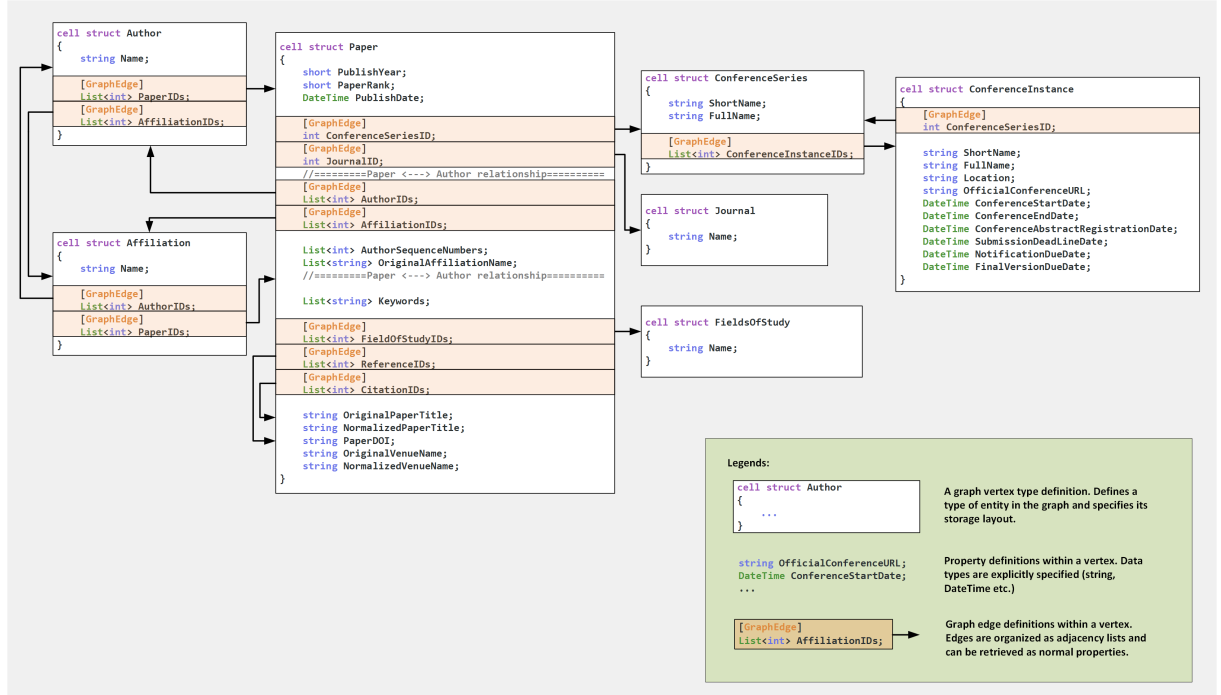 cell struct Author
{
string Name;
[GraphEdge]
List<int> PaperIDs;
[GraphEdge]
List<int> AffiliationIDs;
}
cell struct Affiliation
{
string Name;
[GraphEdge]
List<int> AuthorIDs;
[GraphEdge]
List<int> PaperIDs;
}
cell struct Paper
{
short PublishYear;
short PaperRank;
DateTime PublishDate;
[GraphEdge]
int ConferenceSeriesID;
[GraphEdge]
int JournalID;
//=========Paper <---> Author relationship==========
[GraphEdge]
List<int> AuthorIDs;
[GraphEdge]
List<int> AffiliationIDs;
List<int> AuthorSequenceNumbers;
List<string> OriginalAffiliationName;
//=========Paper <---> Author relationship==========
List<string> Keywords;
[GraphEdge]
List<int> FieldOfStudyIDs;
[GraphEdge]
List<int> ReferenceIDs;
[GraphEdge]
List<int> CitationIDs;
string OriginalPaperTitle;
string NormalizedPaperTitle;
string PaperDOI;
string OriginalVenueName;
string NormalizedVenueName;
}
cell struct ConferenceSeries
{
string ShortName;
string FullName;
[GraphEdge]
List<int> ConferenceInstanceIDs;
}
cell struct Journal
{
string Name;
}
cell struct FieldsOfStudy
{
string Name;
}
cell struct ConferenceInstance
{
[GraphEdge]
int ConferenceSeriesID;
string ShortName;
string FullName;
string Location;
string OfficialConferenceURL;
DateTime ConferenceStartDate;
DateTime ConferenceEndDate;
DateTime ConferenceAbstractRegistrationDate;
DateTime SubmissionDeadLineDate;
DateTime NotificationDueDate;
DateTime FinalVersionDueDate;
}
Legends:
cell struct Author
{
...
}
A graph vertex type definition. Defines a
type of entity in the graph and specifies its
storage layout.
string OfficialConferenceURL;
DateTime ConferenceStartDate;
...
Property definitions within a vertex. Data
types are explicitly specified (string,
DateTime etc.)
[GraphEdge]
List<int> AffiliationIDs;
Graph edge definitions within a vertex.
Edges are organized as adjacency lists and
can be retrieved as normal properties.